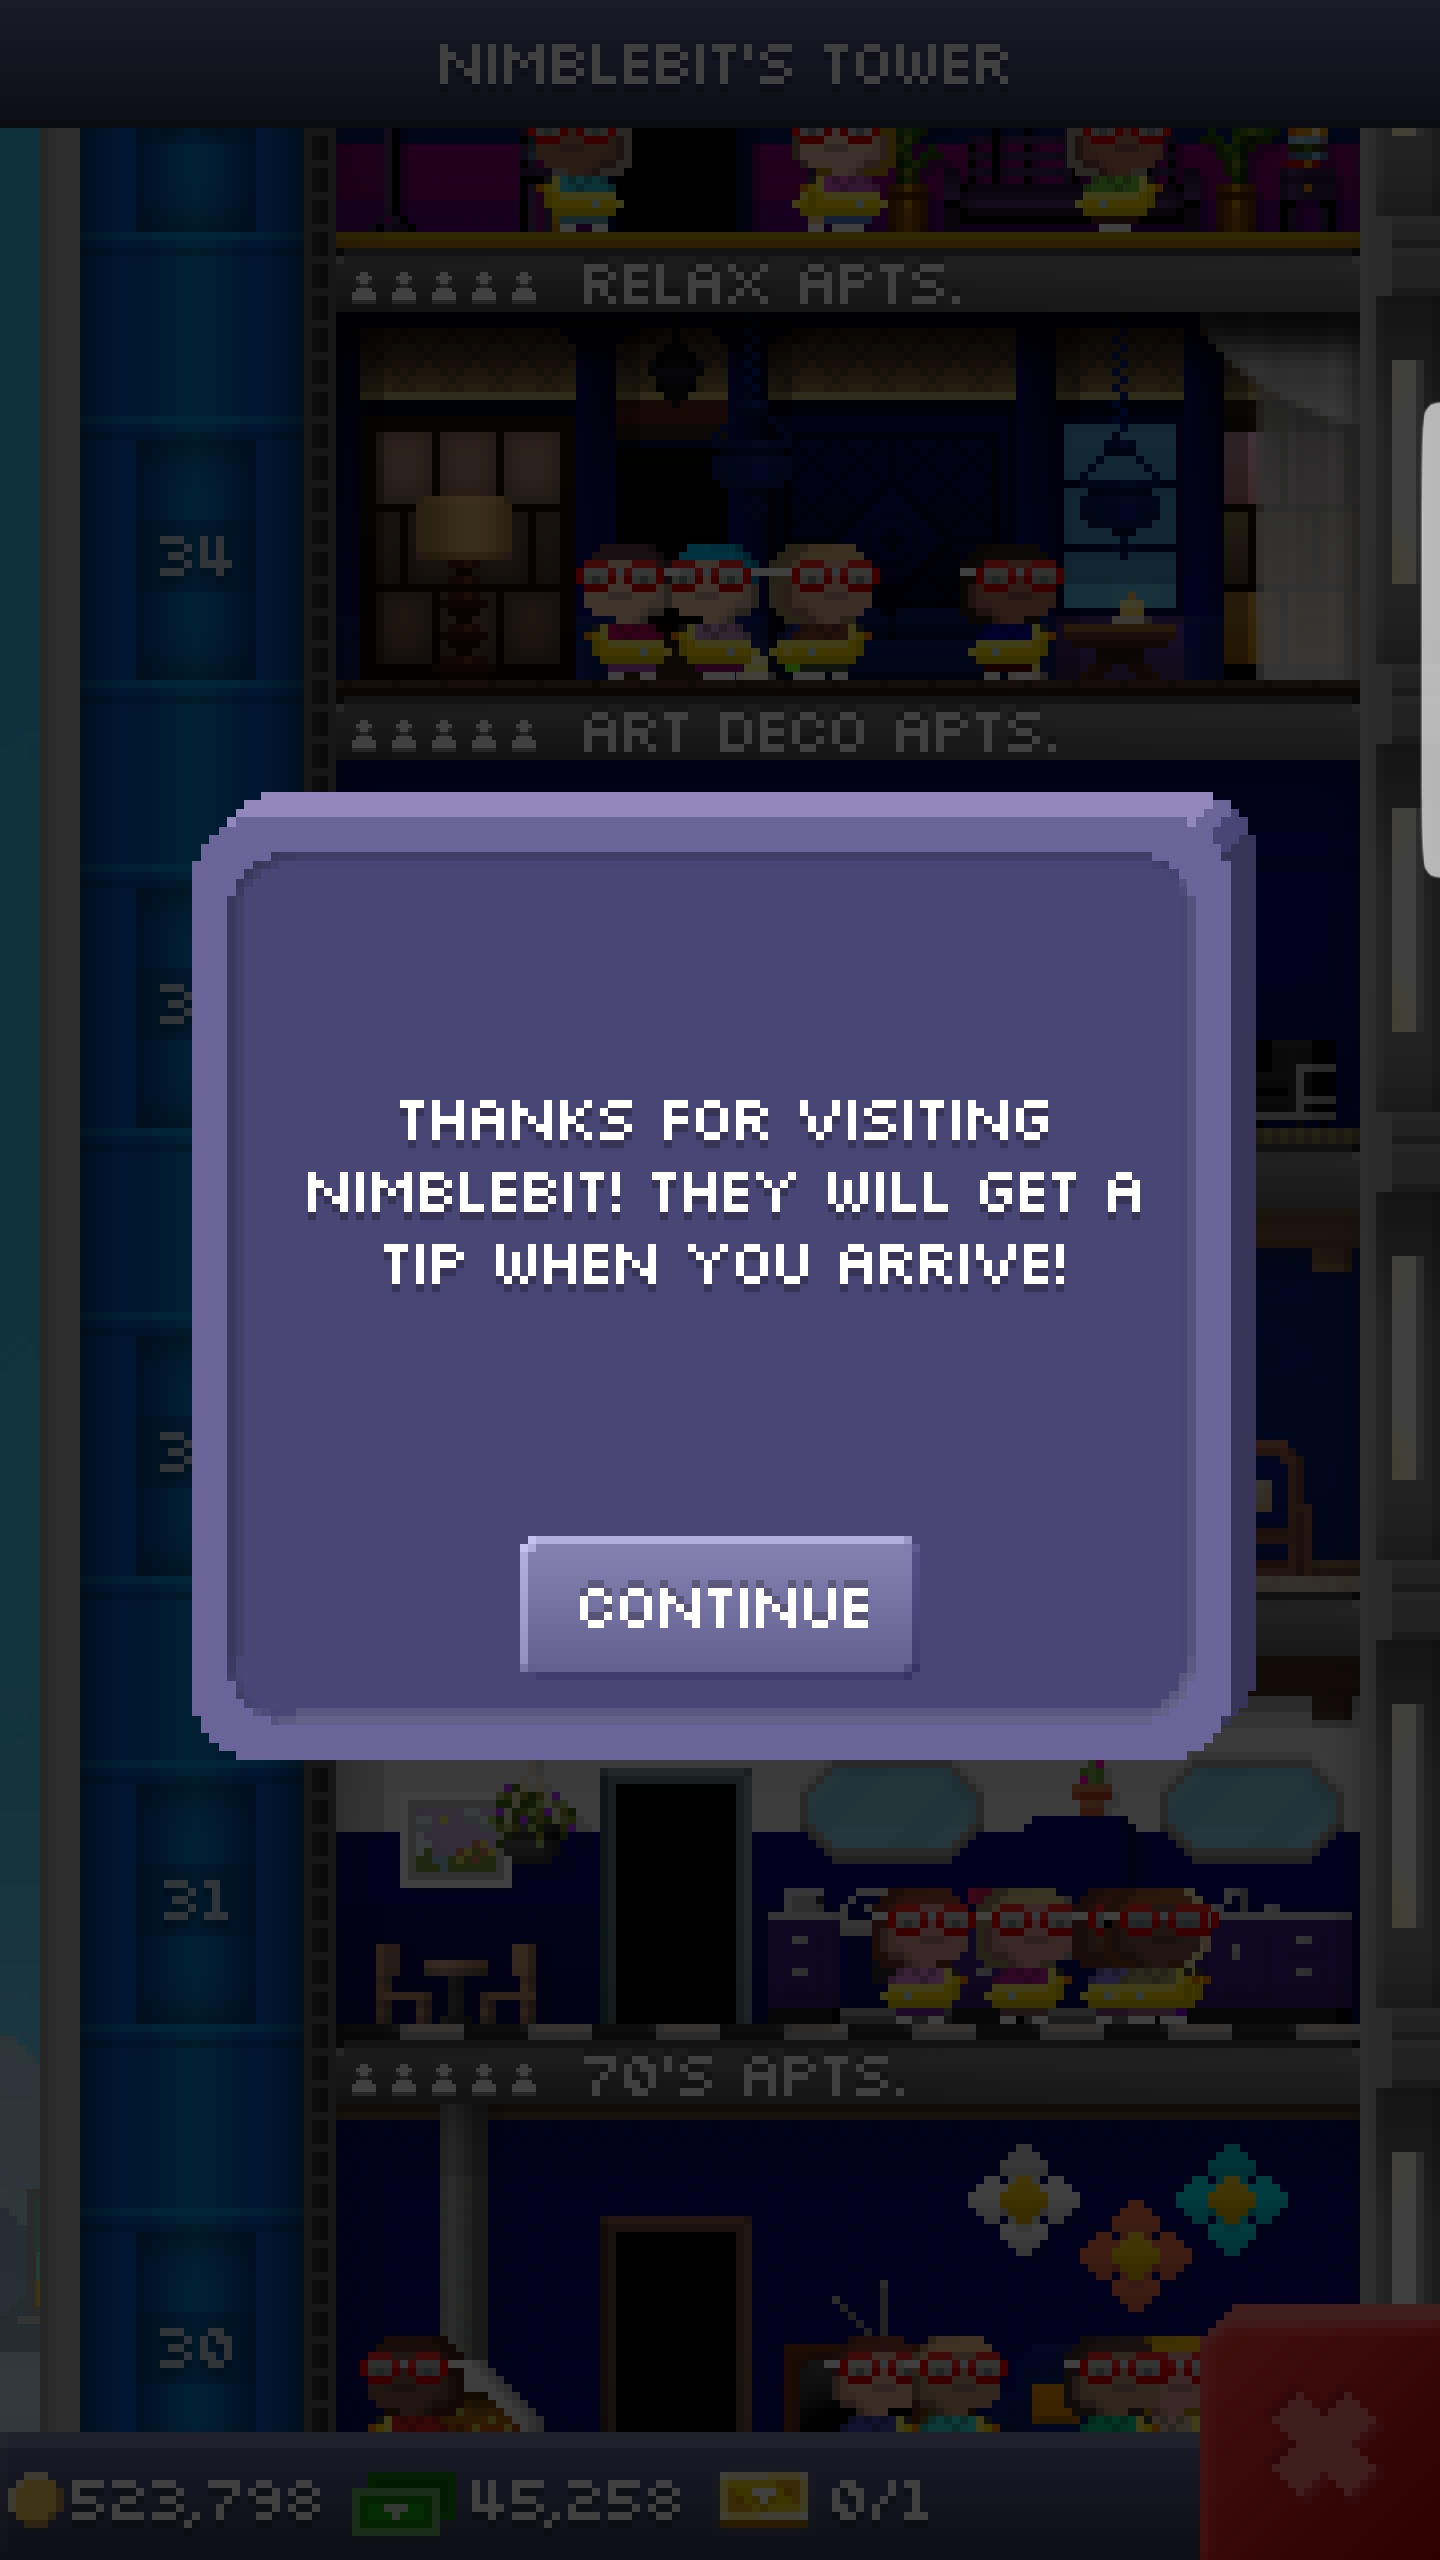 NIMBLEBIT'S TOWER
RELAX APTS.
34
ART DECO APTS.
THANKS FOR VISITING
NIMBLEBIT! THEY WILL GET A
TIP WHEN YOU ARRIVE!
CONTINUE
31
70'S APTS.
30
523,798 45,258 0/1